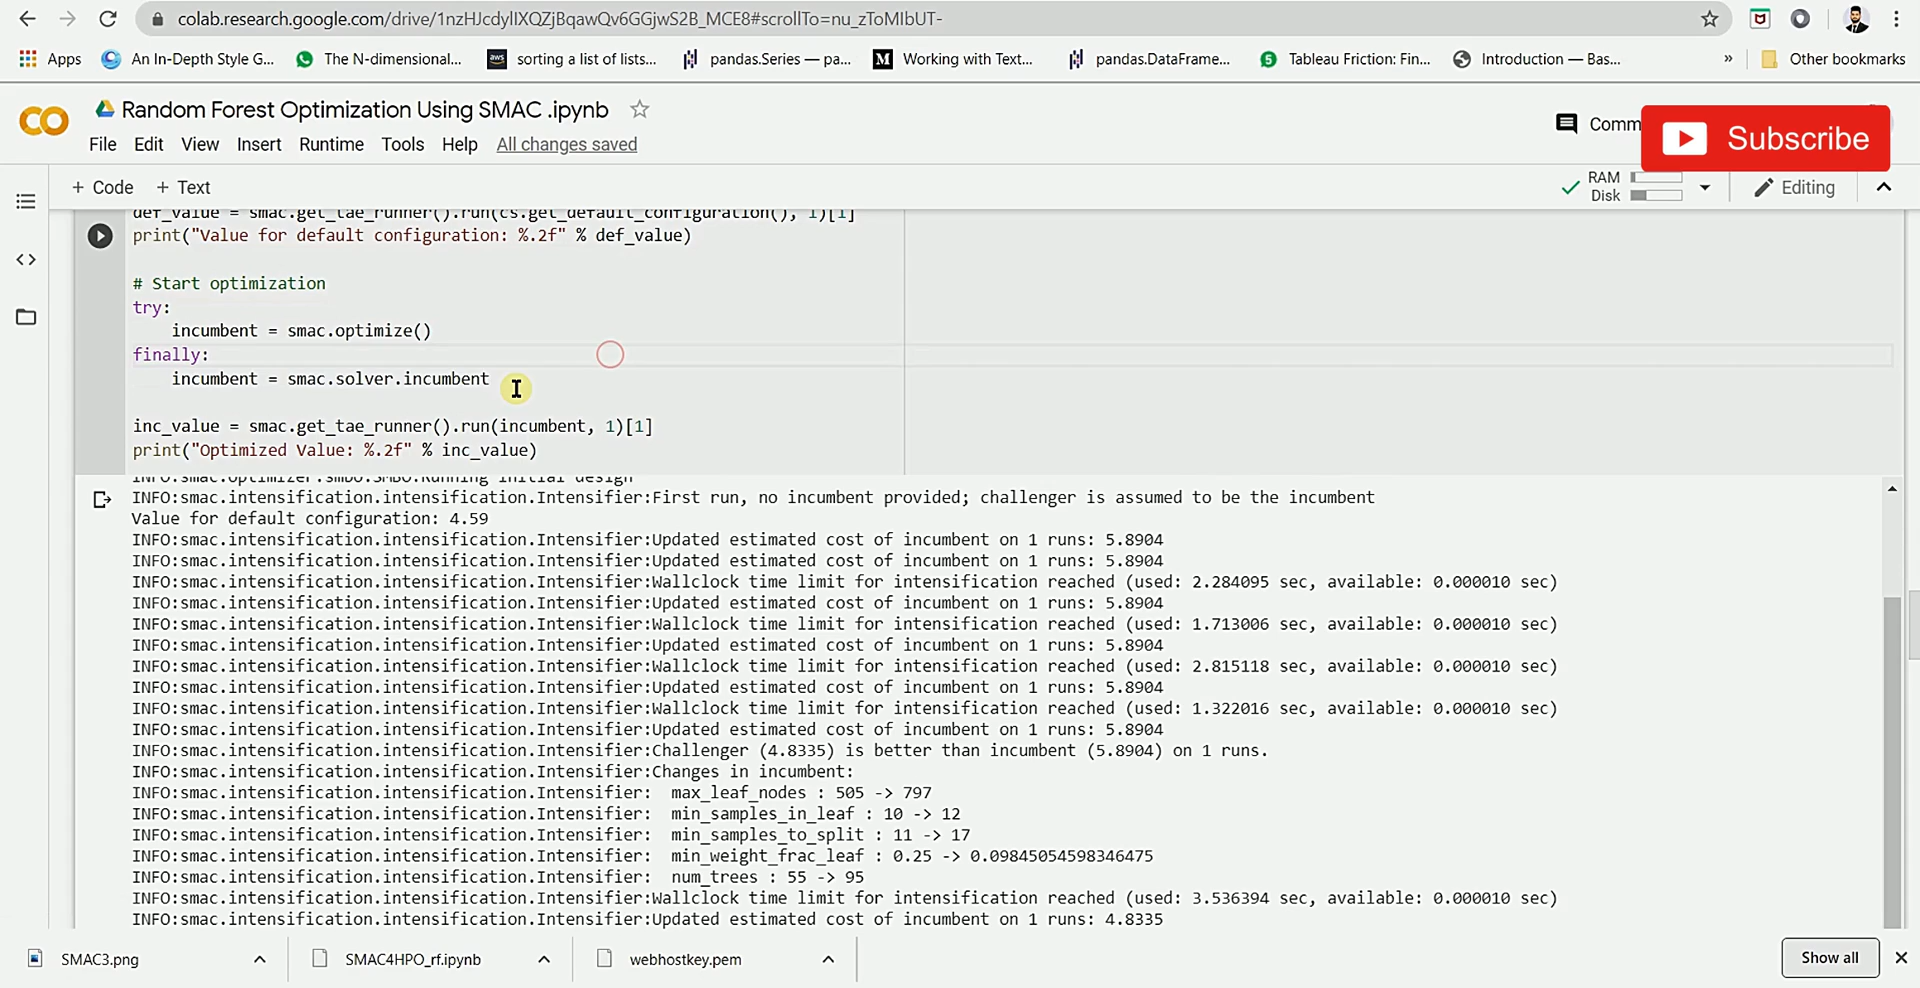 colab.research.google.com/drive/1nzHJcdylIXQZjBqawQv6GGjwS2B_MCE8#scrollTo=nu_zToMIbUT-
Apps An In-Depth Style G... The N-dimensional... aws sorting a list of lists... pandas.Series — pa... M Working with Text... pandas.DataFrame... Tableau Friction: Fin... Introduction — Bas... » Other bookmarks
CO Random Forest Optimization Using SMAC .ipynb
Comm
Subscribe
File Edit View Insert Runtime Tools Help All changes saved
+ Code + Text
RAM
Disk
Editing
def_value = smac.get_tae_runner().run(cs.get_default_configuration(), 1)[1]
print("Value for default configuration: %.2f" % def_value)
# Start optimization
try:
incumbent = smac.optimize()
finally:
incumbent = smac.solver.incumbent
inc_value = smac.get_tae_runner().run(incumbent, 1)[1]
print("Optimized Value: %.2f" % inc_value)
INFO:smac.optimizer.smbo.SMBO:Running initial design
INFO:smac.intensification.intensification.Intensifier:First run, no incumbent provided; challenger is assumed to be the incumbent
Value for default configuration: 4.59
INFO:smac.intensification.intensification.Intensifier:Updated estimated cost of incumbent on 1 runs: 5.8904
INFO:smac.intensification.intensification.Intensifier:Updated estimated cost of incumbent on 1 runs: 5.8904
INFO:smac.intensification.intensification.Intensifier:Wallclock time limit for intensification reached (used: 2.284095 sec, available: 0.000010 sec)
INFO:smac.intensification.intensification.Intensifier:Updated estimated cost of incumbent on 1 runs: 5.8904
INFO:smac.intensification.intensification.Intensifier:Wallclock time limit for intensification reached (used: 1.713006 sec, available: 0.000010 sec)
INFO:smac.intensification.intensification.Intensifier:Updated estimated cost of incumbent on 1 runs: 5.8904
INFO:smac.intensification.intensification.Intensifier:Wallclock time limit for intensification reached (used: 2.815118 sec, available: 0.000010 sec)
INFO:smac.intensification.intensification.Intensifier:Updated estimated cost of incumbent on 1 runs: 5.8904
INFO:smac.intensification.intensification.Intensifier:Wallclock time limit for intensification reached (used: 1.322016 sec, available: 0.000010 sec)
INFO:smac.intensification.intensification.Intensifier:Updated estimated cost of incumbent on 1 runs: 5.8904
INFO:smac.intensification.intensification.Intensifier:Challenger (4.8335) is better than incumbent (5.8904) on 1 runs.
INFO:smac.intensification.intensification.Intensifier:Changes in incumbent:
INFO:smac.intensification.intensification.Intensifier: max_leaf_nodes : 505 -> 797
INFO:smac.intensification.intensification.Intensifier: min_samples_in_leaf : 10 -> 12
INFO:smac.intensification.intensification.Intensifier: min_samples_to_split : 11 -> 17
INFO:smac.intensification.intensification.Intensifier: min_weight_frac_leaf : 0.25 -> 0.09845054598346475
INFO:smac.intensification.intensification.Intensifier: num_trees : 55 -> 95
INFO:smac.intensification.intensification.Intensifier:Wallclock time limit for intensification reached (used: 3.536394 sec, available: 0.000010 sec)
INFO:smac.intensification.intensification.Intensifier:Updated estimated cost of incumbent on 1 runs: 4.8335
SMAC3.png SMAC4HPO_rf.ipynb webhostkey.pem Show all